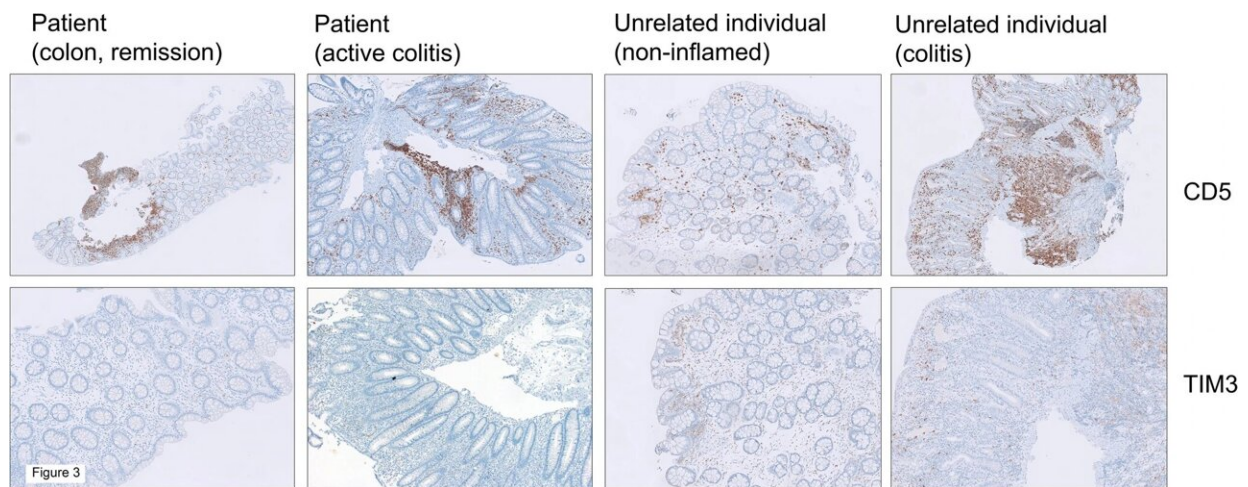 Patient
(colon, remission)
Patient
(active colitis)
Unrelated individual
(non-inflamed)
Unrelated individual
(colitis)
CD5
TIM3
Figure 3